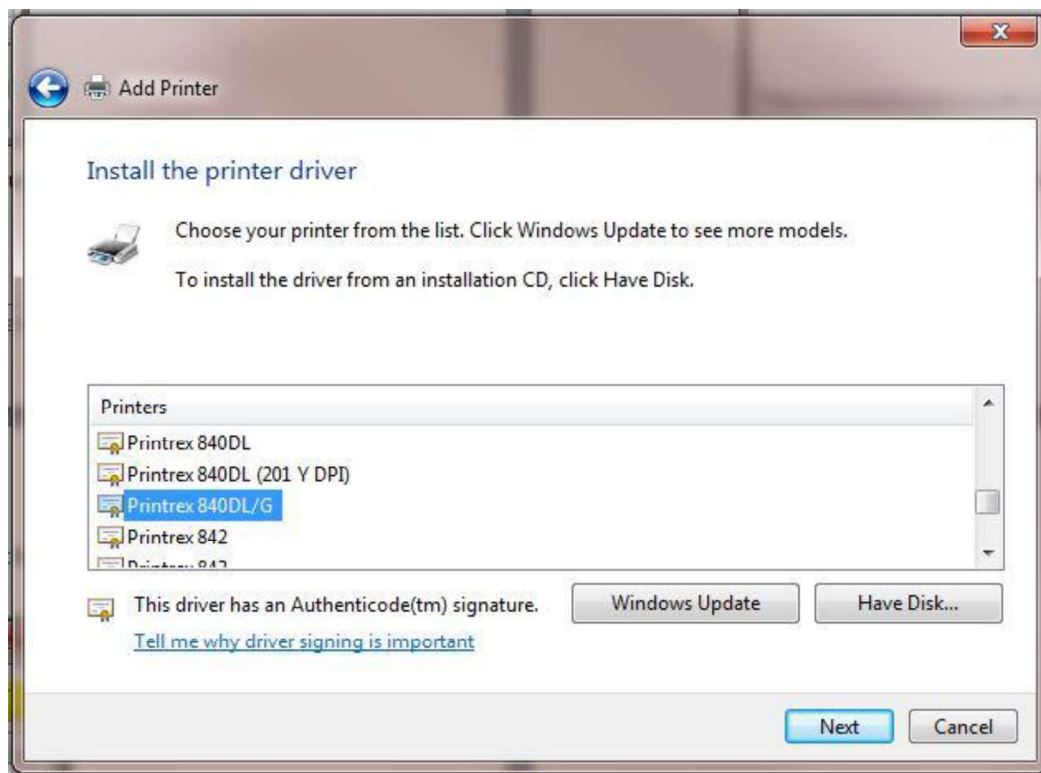 Add Printer
Install the printer driver
Choose your printer from the list. Click Windows Update to see more models.
To install the driver from an installation CD, click Have Disk.
Printers
Printrex 840DL
Printrex 840DL (201 Y DPI)
Printrex 840DL/G
Printrex 842
This driver has an Authenticode(tm) signature.
Windows Update
Have Disk...
Tell me why driver signing is important
Next
Cancel